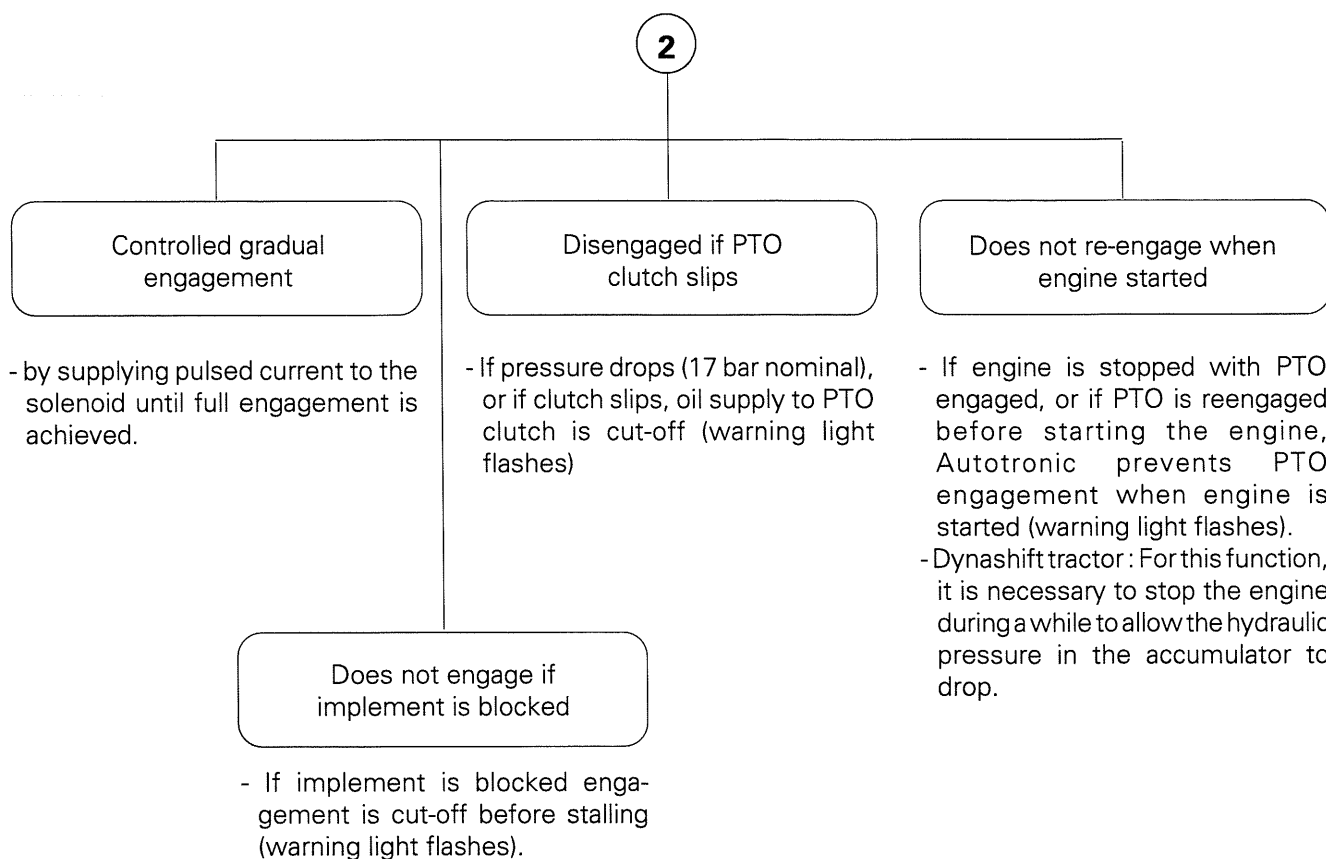 2
Controlled gradual
engagement
- by supplying pulsed current to the
solenoid until full engagement is
achieved.
Does not engage if
implement is blocked
- If implement is blocked enga-
gement is cut-off before stalling
(warning light flashes).
Disengaged if PTO
clutch slips
- If pressure drops (17 bar nominal),
or if clutch slips, oil supply to PTO
clutch is cut-off (warning light
flashes)
Does not re-engage when
engine started
- If engine is stopped with PTO
engaged, or if PTO is reengaged
before starting the engine,
Autotronic prevents PTO
engagement when engine is
started (warning light flashes).
- Dynashift tractor : For this function,
it is necessary to stop the engine
during a while to allow the hydraulic
pressure in the accumulator to
drop.